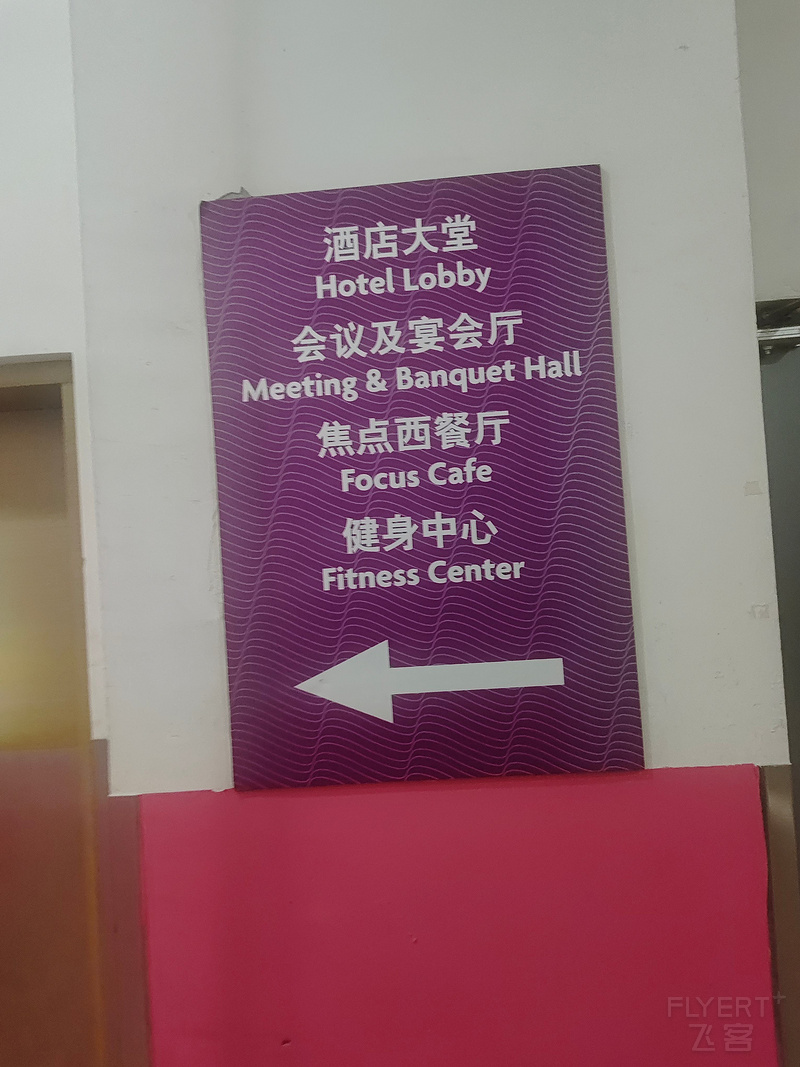 酒店大堂
Hotel Lobby
会议及宴会厅
Meeting & Banquet Hall
焦点西餐厅
Focus Cafe
健身中心
Fitness Center
FLYERT+
飞客